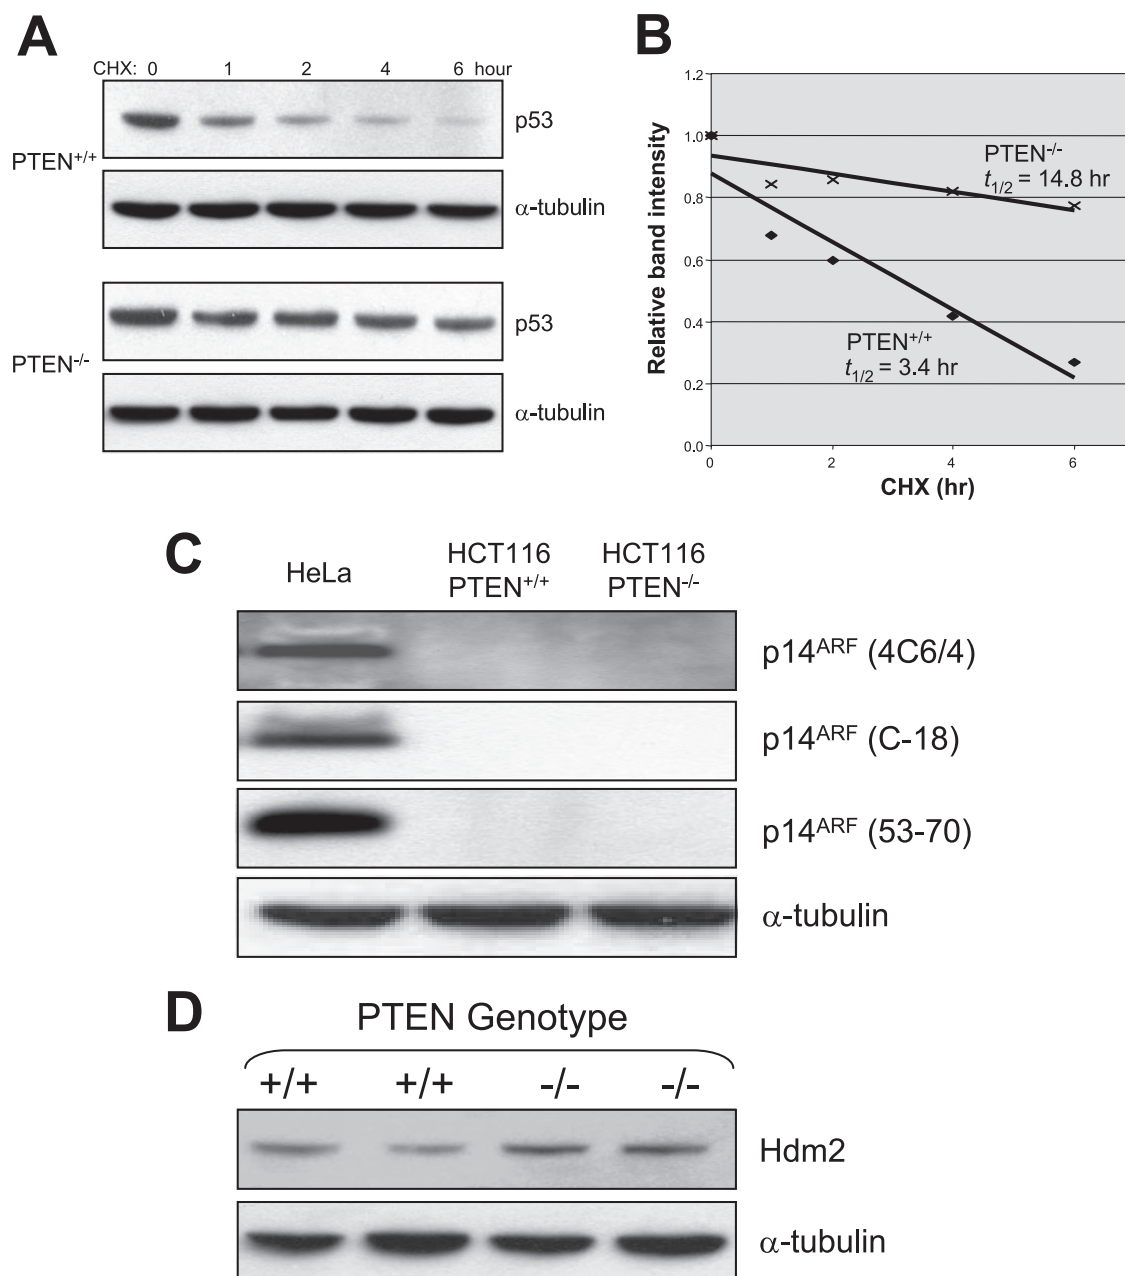 A
CHX: 0 1 2 4 6 hour
p53
PTEN+/+
α-tubulin
p53
PTEN-/-
α-tubulin
B
1.2
1.0
0.8
0.6
0.4
0.2
0.0
Relative band intensity
PTEN-/-
t1/2 = 14.8 hr
PTEN+/+
t1/2 = 3.4 hr
0 2 4 6
CHX (hr)
C
HeLa
HCT116
PTEN+/+
HCT116
PTEN-/-
p14ARF (4C6/4)
p14ARF (C-18)
p14ARF (53-70)
α-tubulin
D
PTEN Genotype
+/+ +/+ -/- -/-
Hdm2
α-tubulin